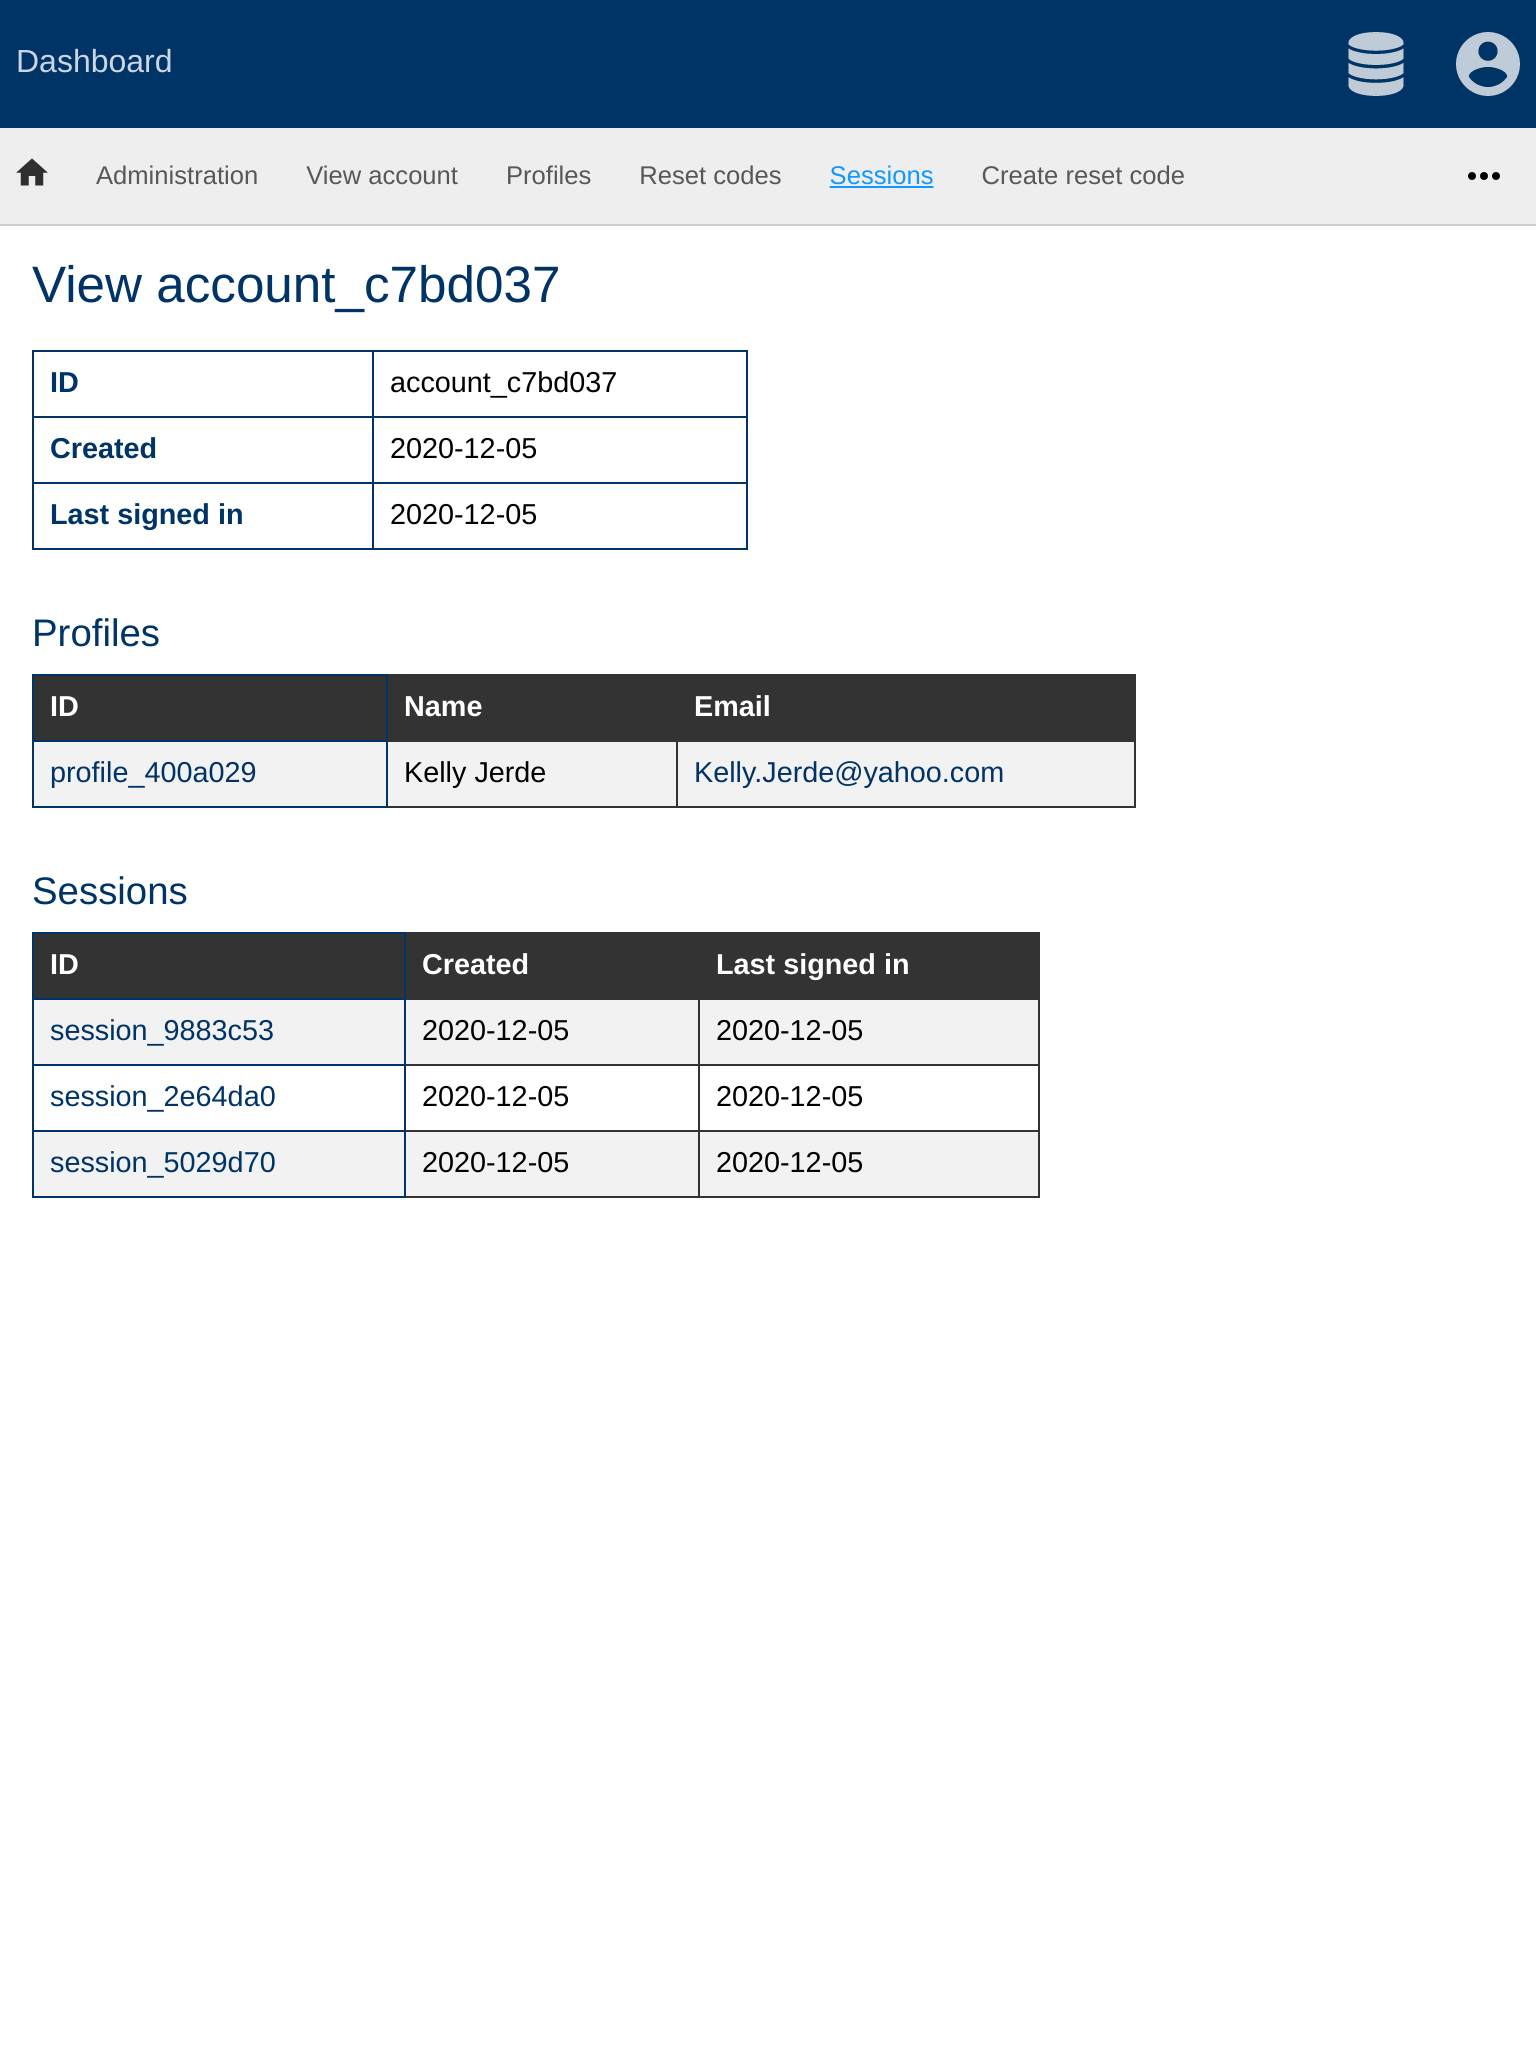 Dashboard
Administration View account Profiles Reset codes Sessions Create reset code
View account_c7bd037
ID account_c7bd037
Created 2020-12-05
Last signed in 2020-12-05
Profiles
ID Name Email
profile_400a029 Kelly Jerde Kelly.Jerde@yahoo.com
Sessions
ID Created Last signed in
session_9883c53 2020-12-05 2020-12-05
session_2e64da0 2020-12-05 2020-12-05
session_5029d70 2020-12-05 2020-12-05